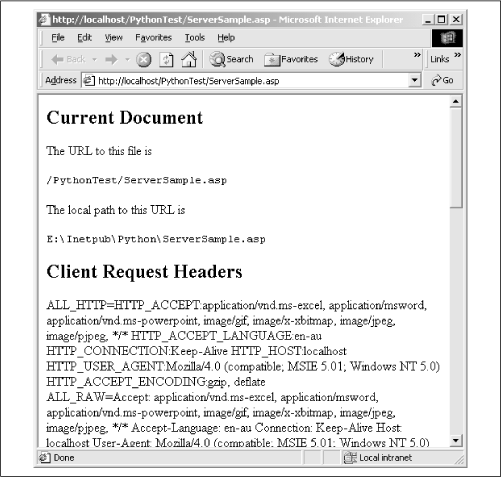 http://localhost/PythonTest/ServerSample.asp - Microsoft Internet Explorer
File Edit View Favorites Tools Help
Back Search Favorites History » Links »
Address http://localhost/PythonTest/ServerSample.asp Go
Current Document
The URL to this file is
/PythonTest/ServerSample.asp
The local path to this URL is
E:\Inetpub\Python\ServerSample.asp
Client Request Headers
ALL_HTTP=HTTP_ACCEPT:application/vnd.ms-excel, application/msword,
application/vnd.ms-powerpoint, image/gif, image/x-xbitmap, image/jpeg,
image/pjpeg, */* HTTP_ACCEPT_LANGUAGE:en-au
HTTP_CONNECTION:Keep-Alive HTTP_HOST:localhost
HTTP_USER_AGENT:Mozilla/4.0 (compatible; MSIE 5.01; Windows NT 5.0)
HTTP_ACCEPT_ENCODING:gzip, deflate
ALL_RAW=Accept: application/vnd.ms-excel, application/msword,
application/vnd.ms-powerpoint, image/gif, image/x-xbitmap, image/jpeg,
image/pjpeg, */* Accept-Language: en-au Connection: Keep-Alive Host:
localhost User-Agent: Mozilla/4.0 (compatible; MSIE 5.01; Windows NT 5.0)
Done Local intranet